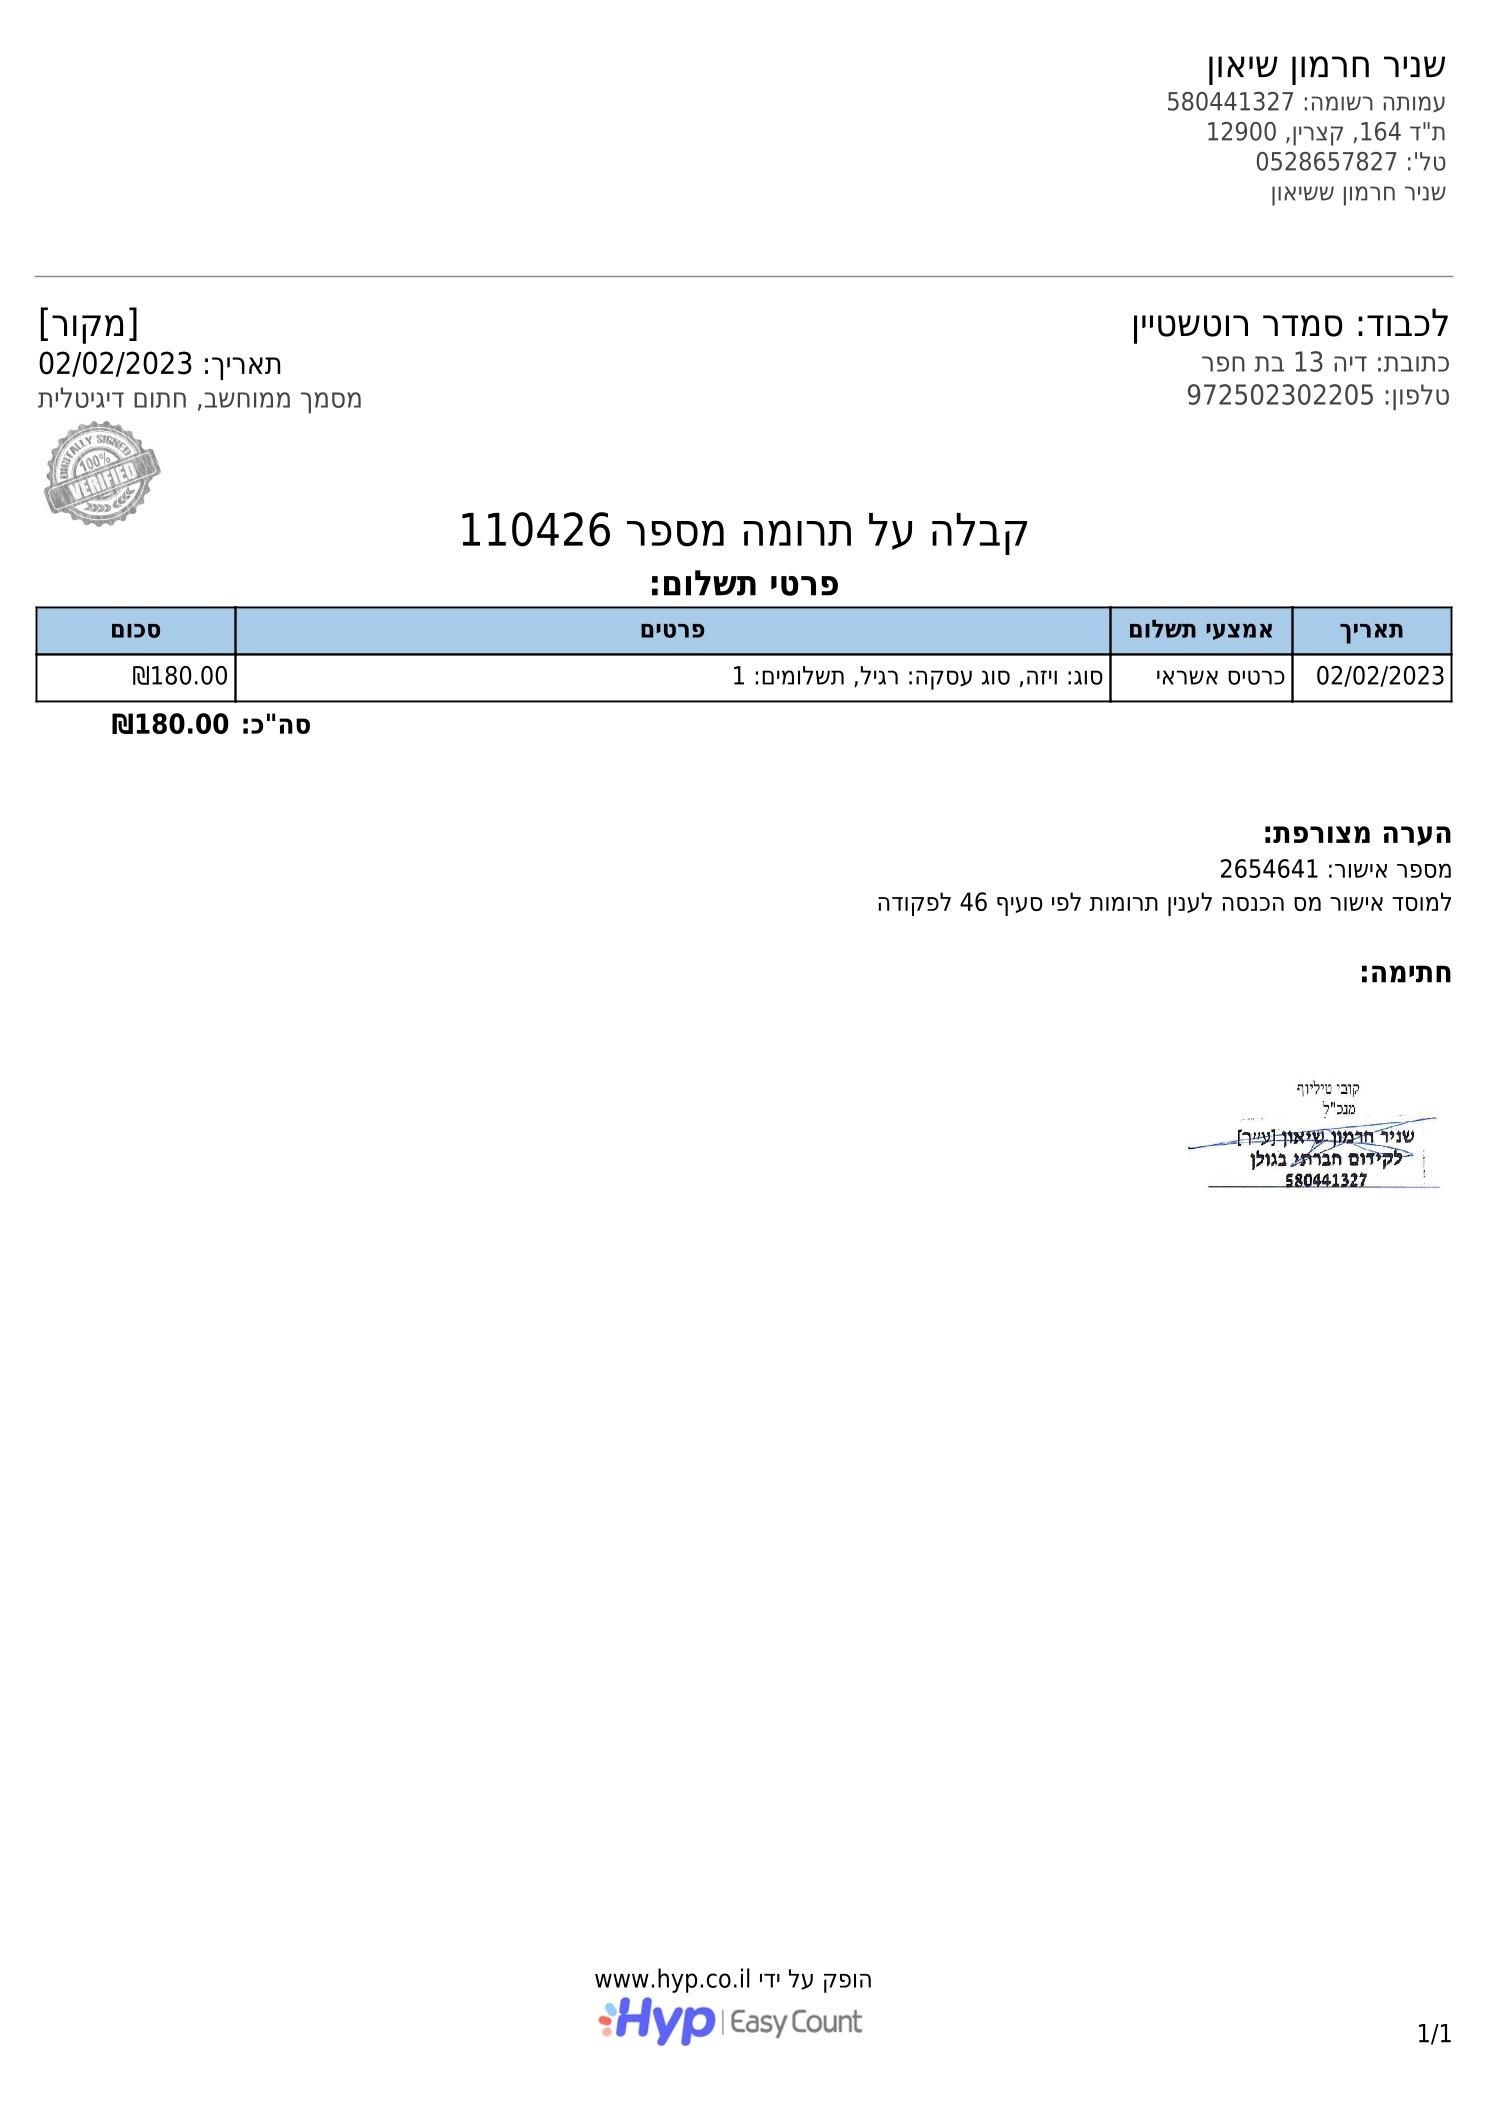 שניר חרמון שיאון
עמותה רשומה: 580441327
ת"ד 164, קצרין, 12900
טל': 0528657827
שניר חרמון ששיאון
לכבוד: סמדר רוטשטיין
כתובת: דיה 13 בת חפר
טלפון: 972502302205
[מקור]
תאריך: 02/02/2023
מסמך ממוחשב, חתום דיגיטלית
DIGITALLY SIGNED
100%
VERIFIED
קבלה על תרומה מספר 110426
פרטי תשלום:
תאריך אמצעי תשלום פרטים סכום
02/02/2023 כרטיס אשראי סוג: ויזה, סוג עסקה: רגיל, תשלומים: 1 ₪180.00
סה"כ: ₪180.00
הערה מצורפת:
מספר אישור: 2654641
למוסד אישור מס הכנסה לענין תרומות לפי סעיף 46 לפקודה
חתימה:
קובי טיליוף
מנכ"ל
שניר חרמון שיאון [ע"ר]
לקידום חברתי בגולן
580441327
הופק על ידי www.hyp.co.il
Hyp EasyCount
1/1